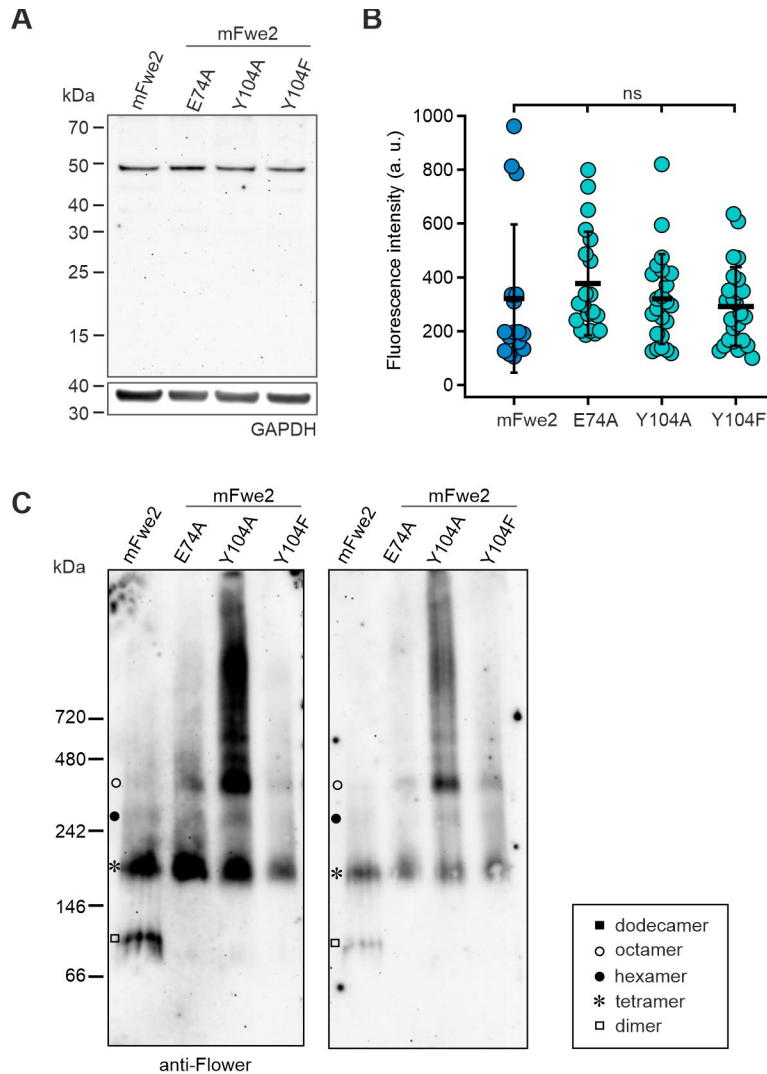 A
mFwe2
mFwe2 E74A Y104A Y104F
kDa
70
50
40
30
25
15
40
30
GAPDH
B
ns
Fluorescence intensity (a. u.)
1000
800
600
400
200
0
mFwe2 E74A Y104A Y104F
C
mFwe2 mFwe2
mFwe2 E74A Y104A Y104F mFwe2 E74A Y104A Y104F
kDa
720
480
242
*
*
146
66
anti-Flower
■ dodecamer
○ octamer
● hexamer
* tetramer
□ dimer